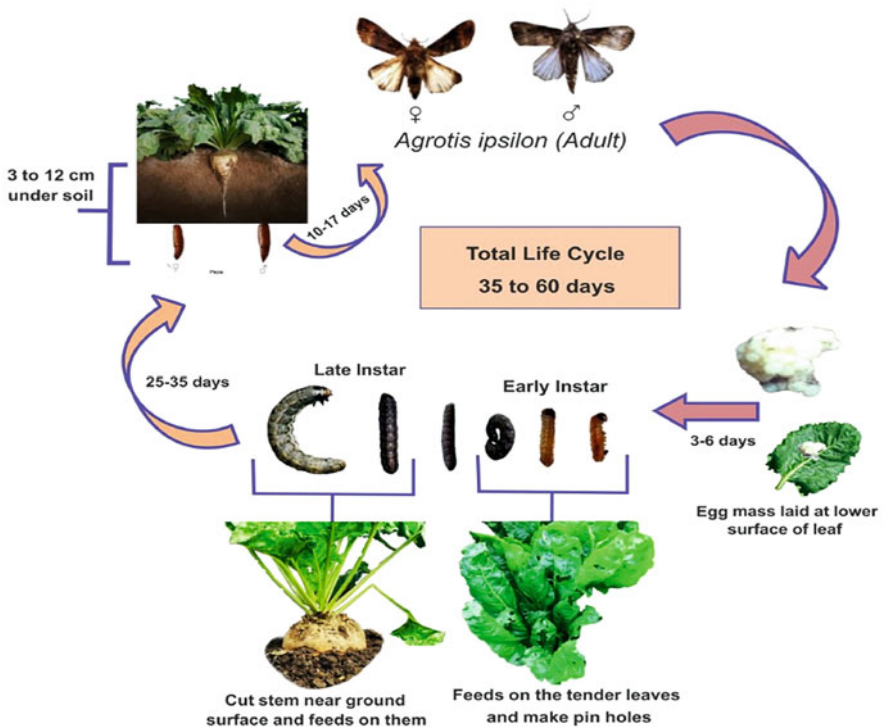 ♀
♂
Agrotis ipsilon (Adult)
3 to 12 cm
under soil
10-17 days
♀
♂
Pupa
Total Life Cycle
35 to 60 days
25-35 days
Late Instar
Early Instar
3-6 days
Egg mass laid at lower
surface of leaf
Cut stem near ground
surface and feeds on them
Feeds on the tender leaves
and make pin holes